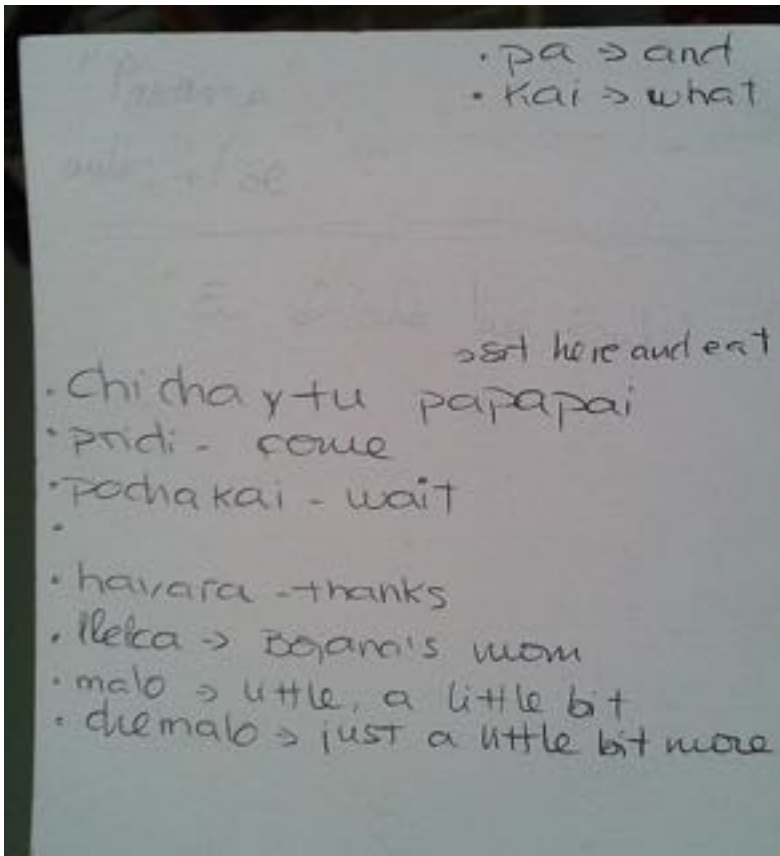 · pa → and
· Kai → what
→ sit here and eat
· Chicha y tu papapai
· pridi - come
· pochakai - wait
·
· havara - thanks
· Ilelca → Bojana's mom
· malo → little, a little bit
· chemalo → just a little bit more